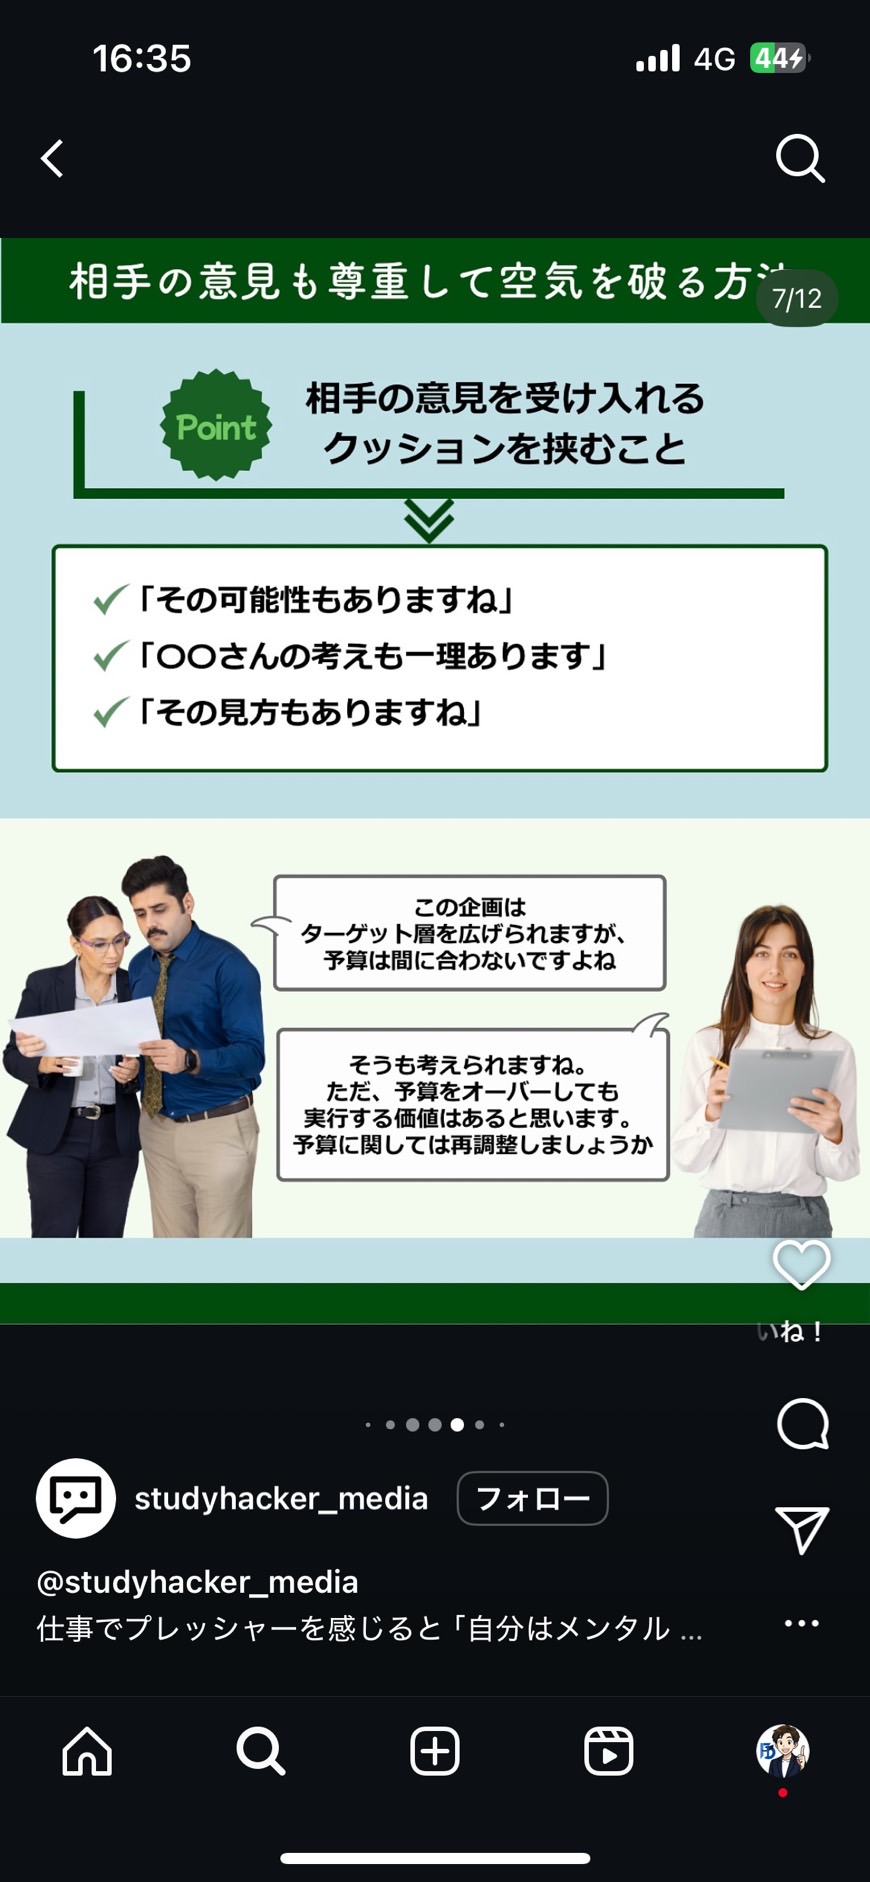 16:35
4G
44
相手の意見も尊重して空気を破る方法
7/12
Point
相手の意見を受け入れる
クッションを挟むこと
「その可能性もありますね」
「〇〇さんの考えも一理あります」
「その見方もありますね」
この企画は
ターゲット層を広げられますが、
予算は間に合わないですよね
そうも考えられますね。
ただ、予算をオーバーしても
実行する価値はあると思います。
予算に関しては再調整しましょうか
いね！
studyhacker_media
フォロー
@studyhacker_media
仕事でプレッシャーを感じると「自分はメンタル ...